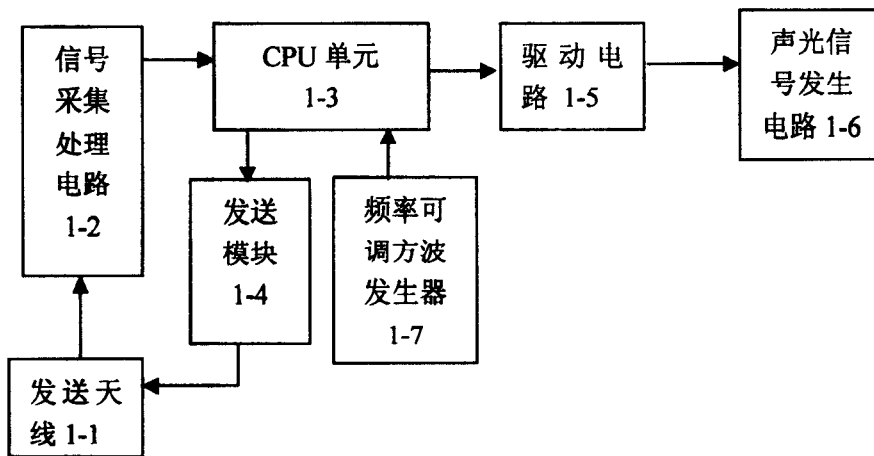 信号
采集
处理
电路
1-2
CPU 单元
1-3
驱动电
路 1-5
声光信
号发生
电路 1-6
发送
模块
1-4
频率可
调方波
发生器
1-7
发送天
线 1-1